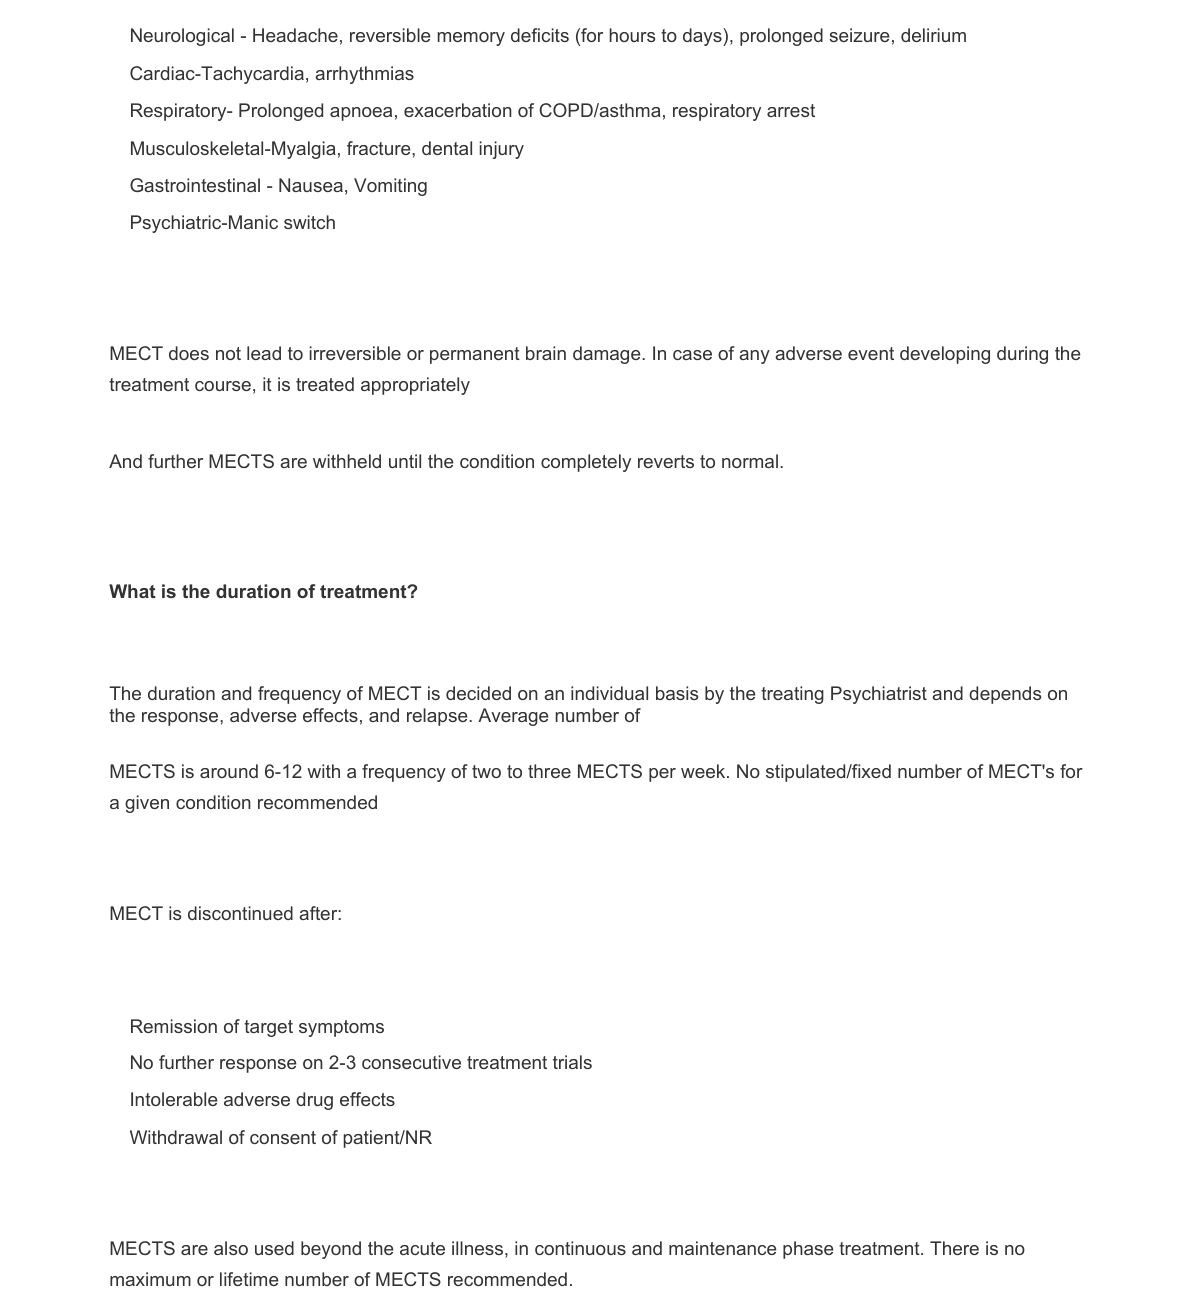 Neurological - Headache, reversible memory deficits (for hours to days), prolonged seizure, delirium
Cardiac-Tachycardia, arrhythmias
Respiratory- Prolonged apnoea, exacerbation of COPD/asthma, respiratory arrest
Musculoskeletal-Myalgia, fracture, dental injury
Gastrointestinal - Nausea, Vomiting
Psychiatric-Manic switch
MECT does not lead to irreversible or permanent brain damage. In case of any adverse event developing during the
treatment course, it is treated appropriately
And further MECTS are withheld until the condition completely reverts to normal.
What is the duration of treatment?
The duration and frequency of MECT is decided on an individual basis by the treating Psychiatrist and depends on
the response, adverse effects, and relapse. Average number of
MECTS is around 6-12 with a frequency of two to three MECTS per week. No stipulated/fixed number of MECT's for
a given condition recommended
MECT is discontinued after:
Remission of target symptoms
No further response on 2-3 consecutive treatment trials
Intolerable adverse drug effects
Withdrawal of consent of patient/NR
MECTS are also used beyond the acute illness, in continuous and maintenance phase treatment. There is no
maximum or lifetime number of MECTS recommended.